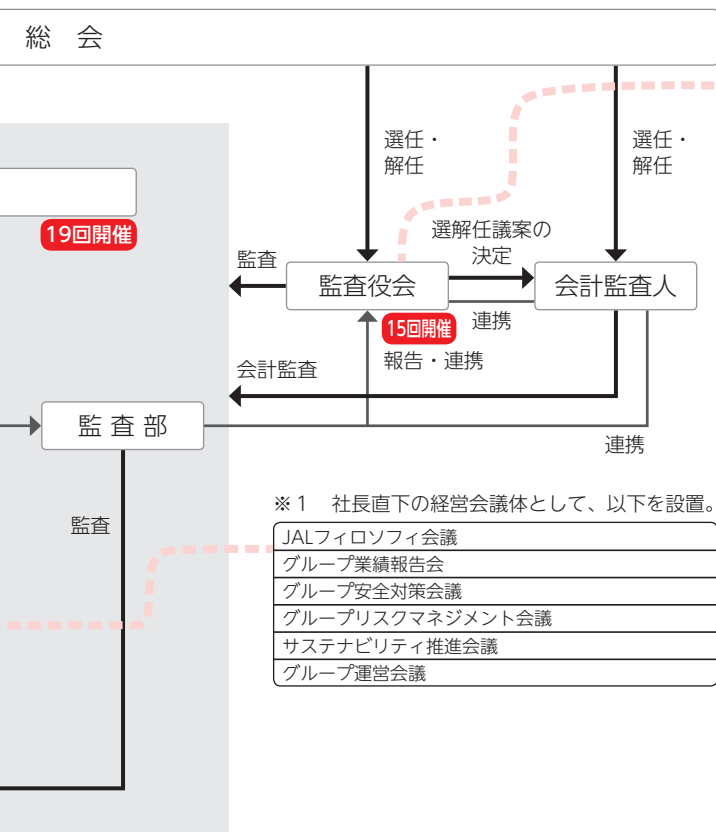 総 会
選任・
解任
選任・
解任
19回開催
選解任議案の
決定
監査
監査役会
会計監査人
15回開催
連携
報告・連携
会計監査
監査部
連携
監査
※1 社長直下の経営会議体として、以下を設置。
JALフィロソフィ会議
グループ業績報告会
グループ安全対策会議
グループリスクマネジメント会議
サステナビリティ推進会議
グループ運営会議